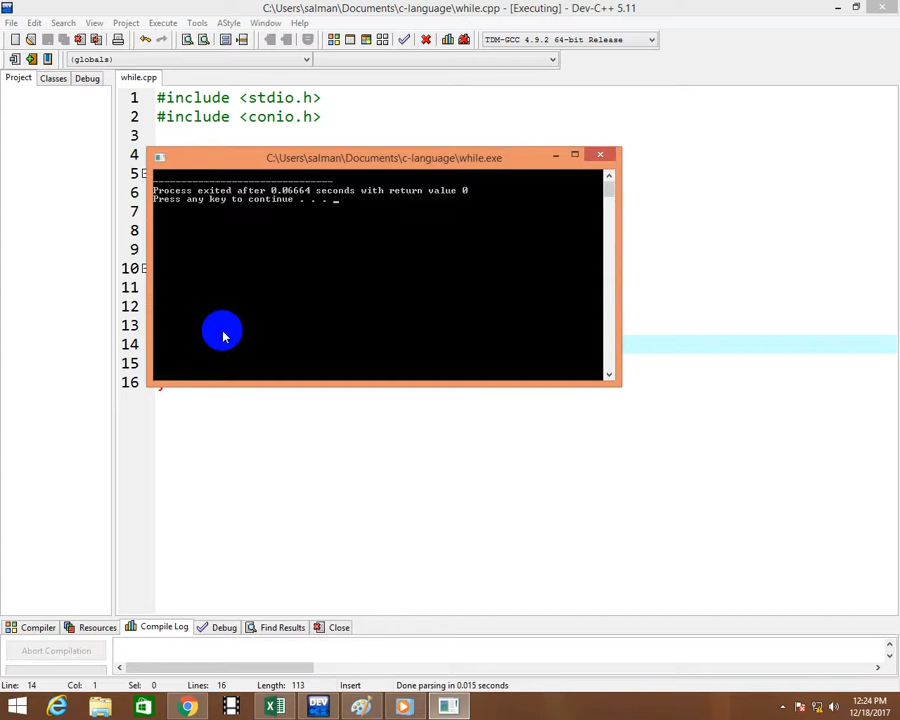 C:\Users\salman\Documents\c-language\while.cpp - [Executing] - Dev-C++ 5.11
File Edit Search View Project Execute Tools AStyle Window Help
TDM-GCC 4.9.2 64-bit Release
(globals)
Project Classes Debug while.cpp
1 #include <stdio.h>
2 #include <conio.h>
3
4
C:\Users\salman\Documents\c-language\while.exe
5
--------------------------------
6 Process exited after 0.06664 seconds with return value 0
Press any key to continue . . . _
7
8
9
10
11
12
13
14
15
16
Compiler Resources Compile Log Debug Find Results Close
Abort Compilation
Line: 14 Col: 1 Sel: 0 Lines: 16 Length: 113 Insert Done parsing in 0.015 seconds
DEV
12:24 PM
12/18/2017